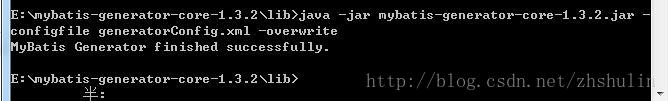 E:\mybatis-generator-core-1.3.2\lib>java -jar mybatis-generator-core-1.3.2.jar -
configfile generatorConfig.xml -overwrite
MyBatis Generator finished successfully.
E:\mybatis-generator-core-1.3.2\lib>
http://blog.csdn.net/zhshulin
半: